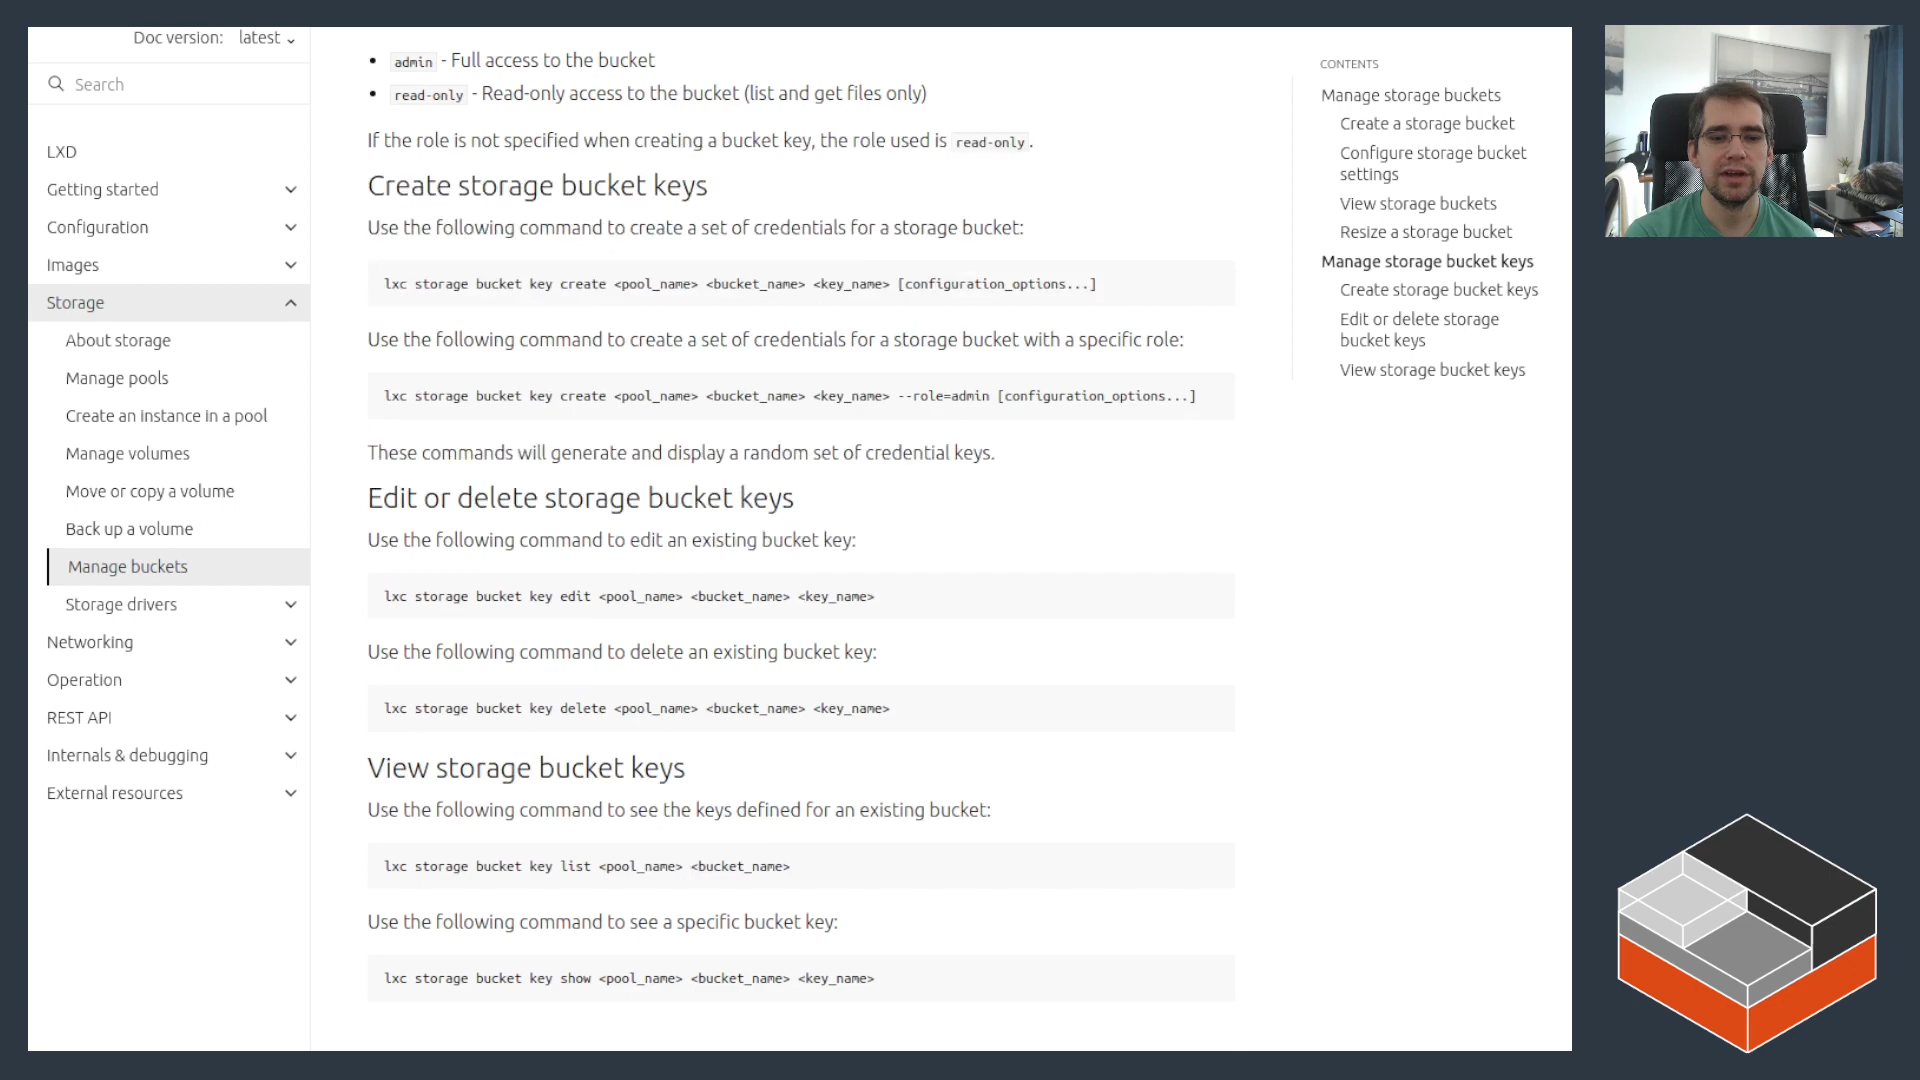 Doc version: latest
Search
LXD
Getting started
Configuration
Images
Storage
About storage
Manage pools
Create an instance in a pool
Manage volumes
Move or copy a volume
Back up a volume
Manage buckets
Storage drivers
Networking
Operation
REST API
Internals & debugging
External resources
• admin - Full access to the bucket
• read-only - Read-only access to the bucket (list and get files only)
If the role is not specified when creating a bucket key, the role used is read-only.
Create storage bucket keys
Use the following command to create a set of credentials for a storage bucket:
lxc storage bucket key create <pool_name> <bucket_name> <key_name> [configuration_options...]
Use the following command to create a set of credentials for a storage bucket with a specific role:
lxc storage bucket key create <pool_name> <bucket_name> <key_name> --role=admin [configuration_options...]
These commands will generate and display a random set of credential keys.
Edit or delete storage bucket keys
Use the following command to edit an existing bucket key:
lxc storage bucket key edit <pool_name> <bucket_name> <key_name>
Use the following command to delete an existing bucket key:
lxc storage bucket key delete <pool_name> <bucket_name> <key_name>
View storage bucket keys
Use the following command to see the keys defined for an existing bucket:
lxc storage bucket key list <pool_name> <bucket_name>
Use the following command to see a specific bucket key:
lxc storage bucket key show <pool_name> <bucket_name> <key_name>
CONTENTS
Manage storage buckets
Create a storage bucket
Configure storage bucket
settings
View storage buckets
Resize a storage bucket
Manage storage bucket keys
Create storage bucket keys
Edit or delete storage
bucket keys
View storage bucket keys